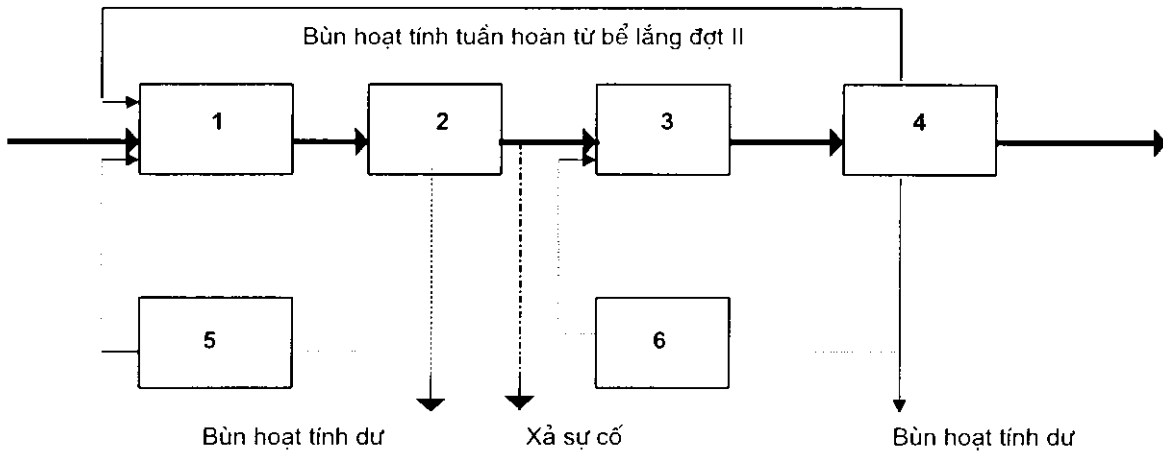 Bùn hoạt tính tuần hoàn từ bể lắng đợt II
1
2
3
4
5
6
Bùn hoạt tính dư
Xả sự cố
Bùn hoạt tính dư